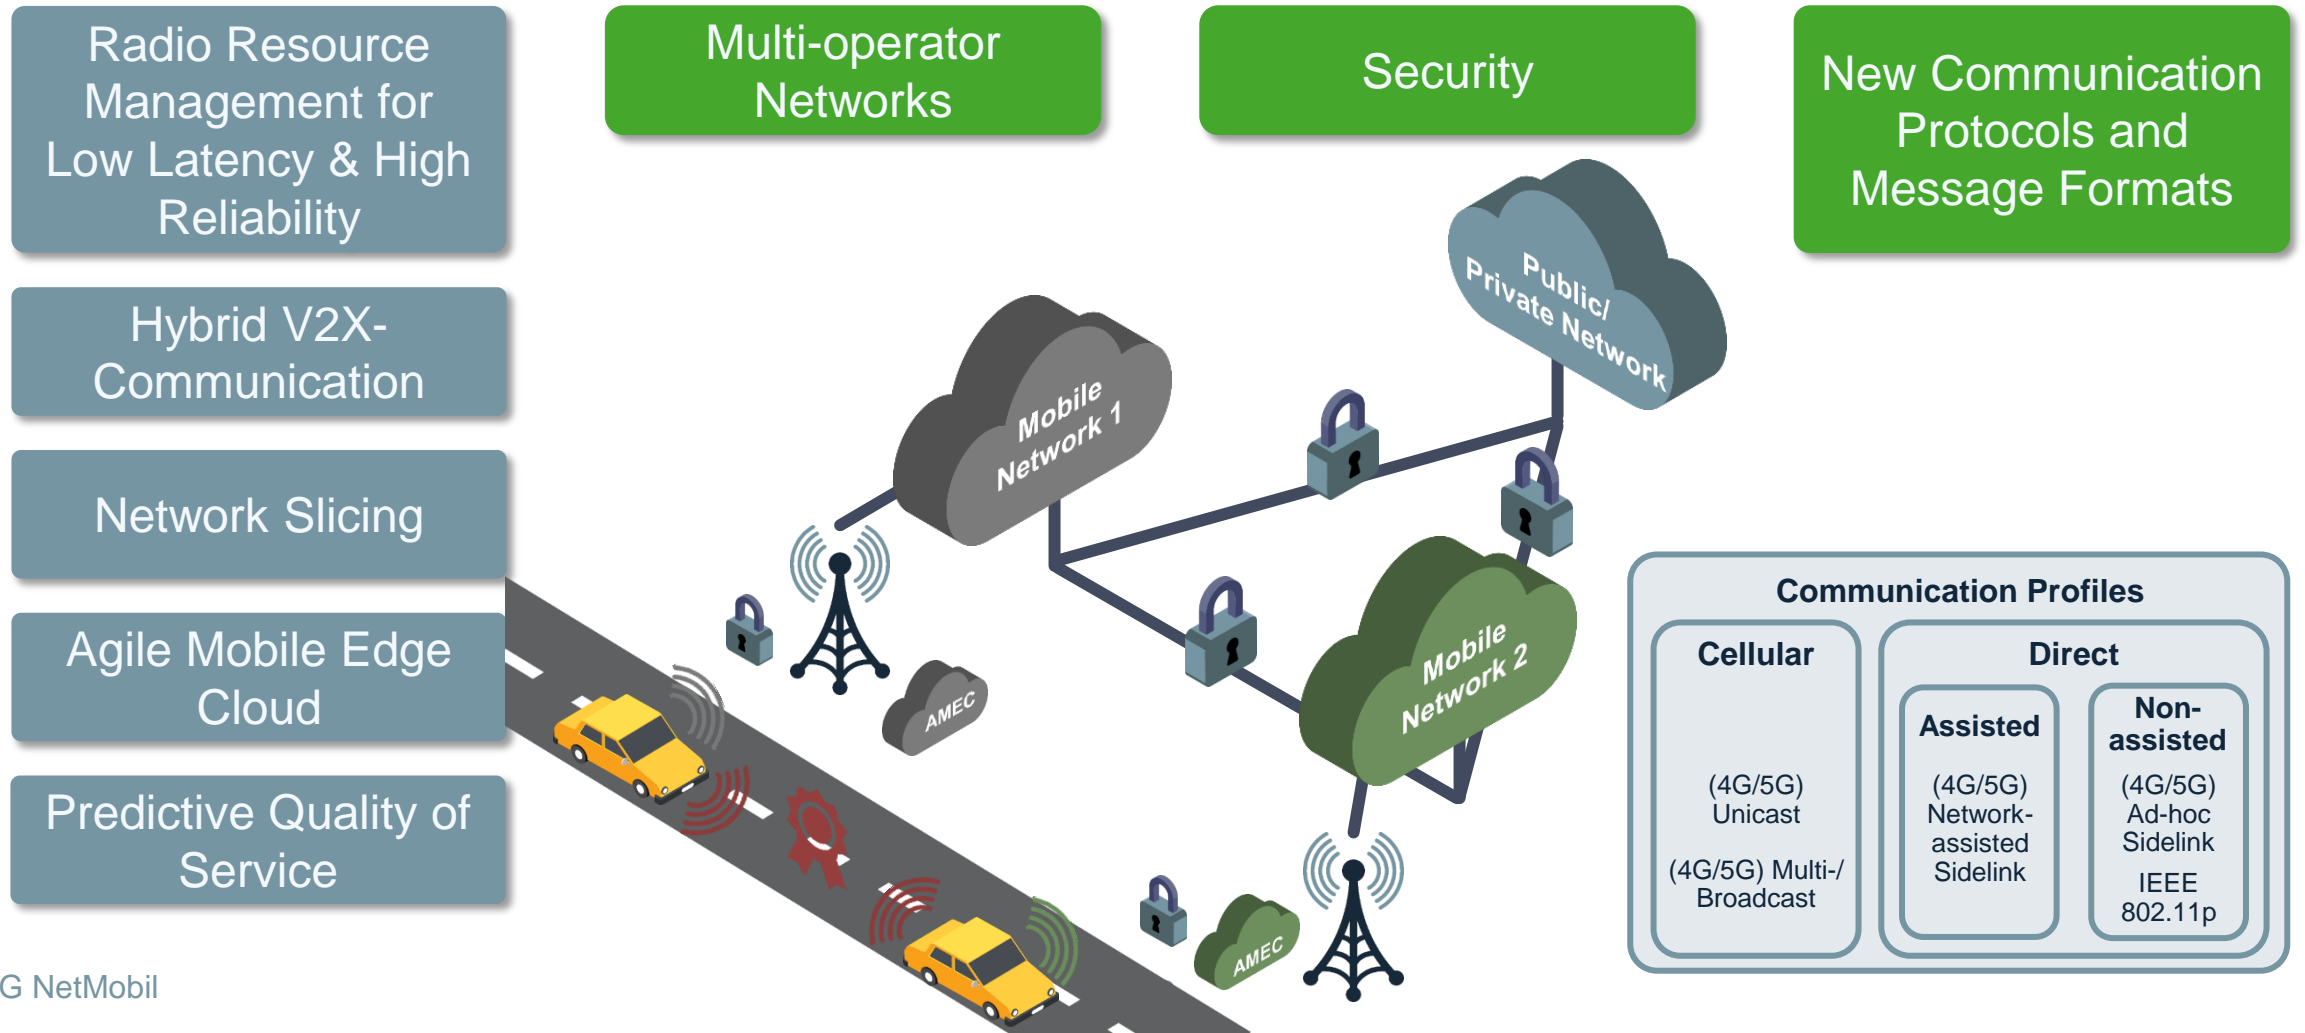 Radio Resource
Management for
Low Latency & High
Reliability
Multi-operator
Networks
Security
New Communication
Protocols and
Message Formats
Hybrid V2X-
Communication
Network Slicing
Agile Mobile Edge
Cloud
Predictive Quality of
Service
Public/
Private Network
Mobile
Network 1
Mobile
Network 2
AMEC
AMEC
Communication Profiles
Cellular
(4G/5G)
Unicast
(4G/5G) Multi-/
Broadcast
Direct
Assisted
(4G/5G)
Network-
assisted
Sidelink
Non-
assisted
(4G/5G)
Ad-hoc
Sidelink
IEEE
802.11p
G NetMobil